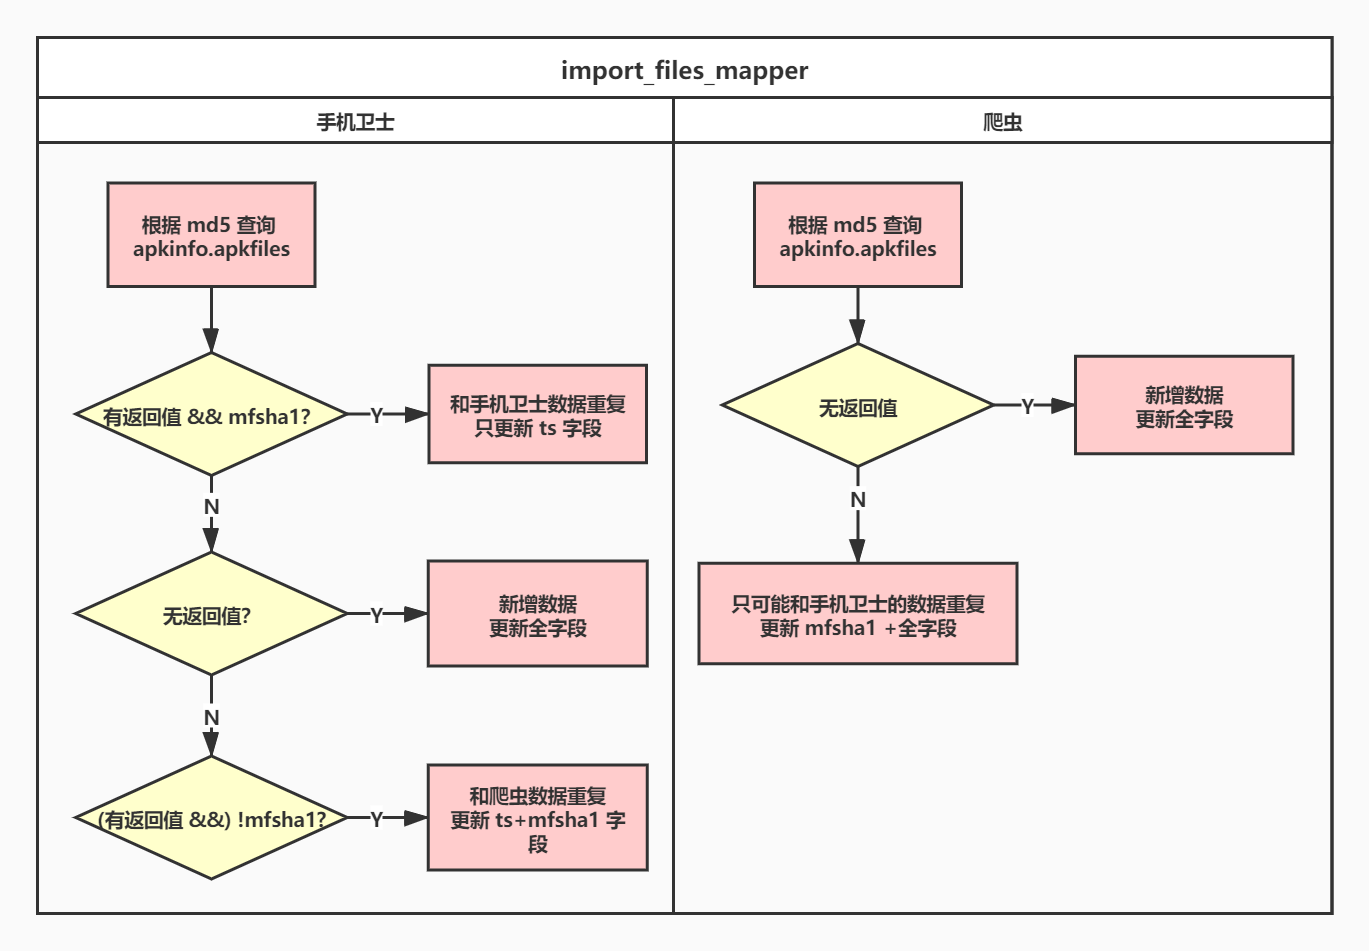 import_files_mapper
手机卫士
爬虫
根据 md5 查询
apkinfo.apkfiles
有返回值 && mfsha1?
Y
和手机卫士数据重复
只更新 ts 字段
N
无返回值?
Y
新增数据
更新全字段
N
(有返回值 &&) !mfsha1?
Y
和爬虫数据重复
更新 ts+mfsha1 字
段
根据 md5 查询
apkinfo.apkfiles
无返回值
Y
新增数据
更新全字段
N
只可能和手机卫士的数据重复
更新 mfsha1 +全字段